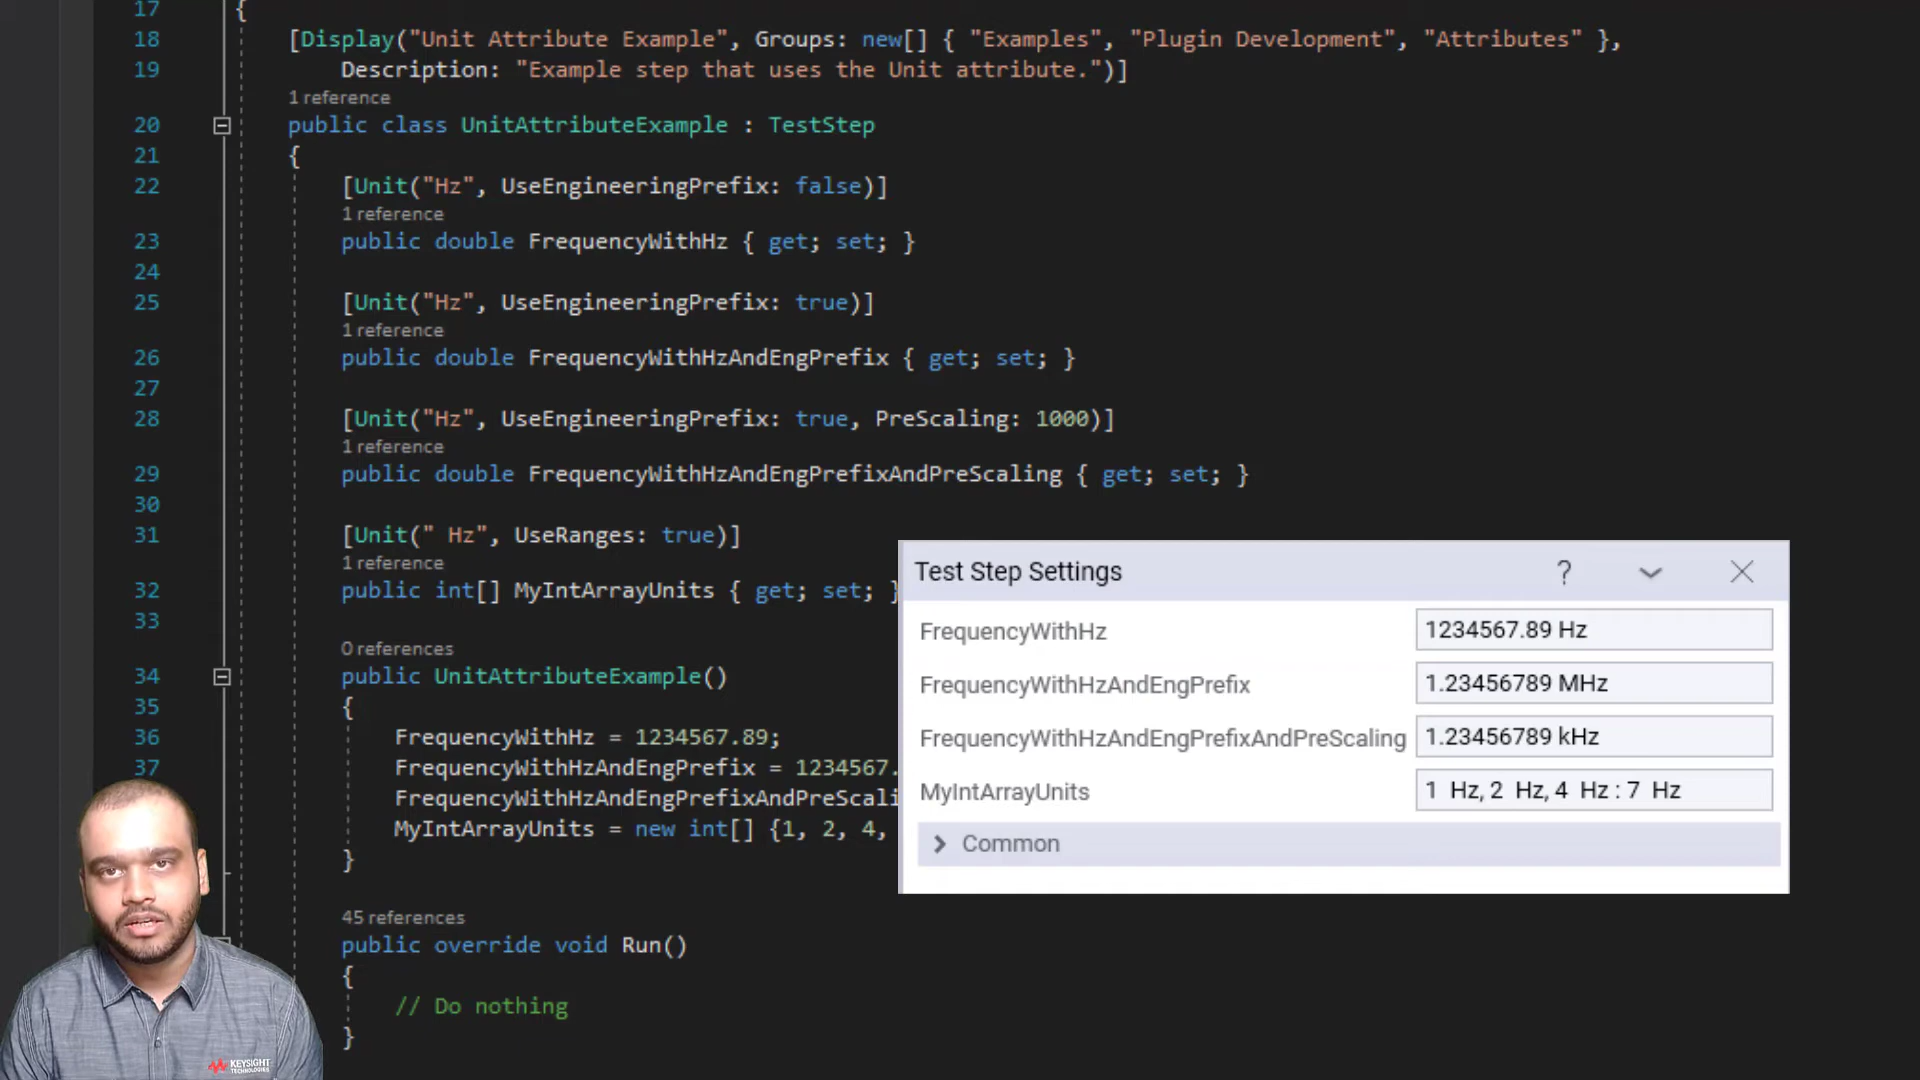 17 {
18 [Display("Unit Attribute Example", Groups: new[] { "Examples", "Plugin Development", "Attributes" },
19 Description: "Example step that uses the Unit attribute.")]
1 reference
20 public class UnitAttributeExample : TestStep
21 {
22 [Unit("Hz", UseEngineeringPrefix: false)]
1 reference
23 public double FrequencyWithHz { get; set; }
24
25 [Unit("Hz", UseEngineeringPrefix: true)]
1 reference
26 public double FrequencyWithHzAndEngPrefix { get; set; }
27
28 [Unit("Hz", UseEngineeringPrefix: true, PreScaling: 1000)]
1 reference
29 public double FrequencyWithHzAndEngPrefixAndPreScaling { get; set; }
30
31 [Unit(" Hz", UseRanges: true)]
1 reference
32 public int[] MyIntArrayUnits { get; set; }
33
0 references
34 public UnitAttributeExample()
35 {
36 FrequencyWithHz = 1234567.89;
37 FrequencyWithHzAndEngPrefix = 1234567.
FrequencyWithHzAndEngPrefixAndPreScali
MyIntArrayUnits = new int[] {1, 2, 4,
}
45 references
public override void Run()
{
// Do nothing
}
Test Step Settings ?
FrequencyWithHz 1234567.89 Hz
FrequencyWithHzAndEngPrefix 1.23456789 MHz
FrequencyWithHzAndEngPrefixAndPreScaling 1.23456789 kHz
MyIntArrayUnits 1 Hz, 2 Hz, 4 Hz : 7 Hz
Common
KEYSIGHT
TECHNOLOGIES